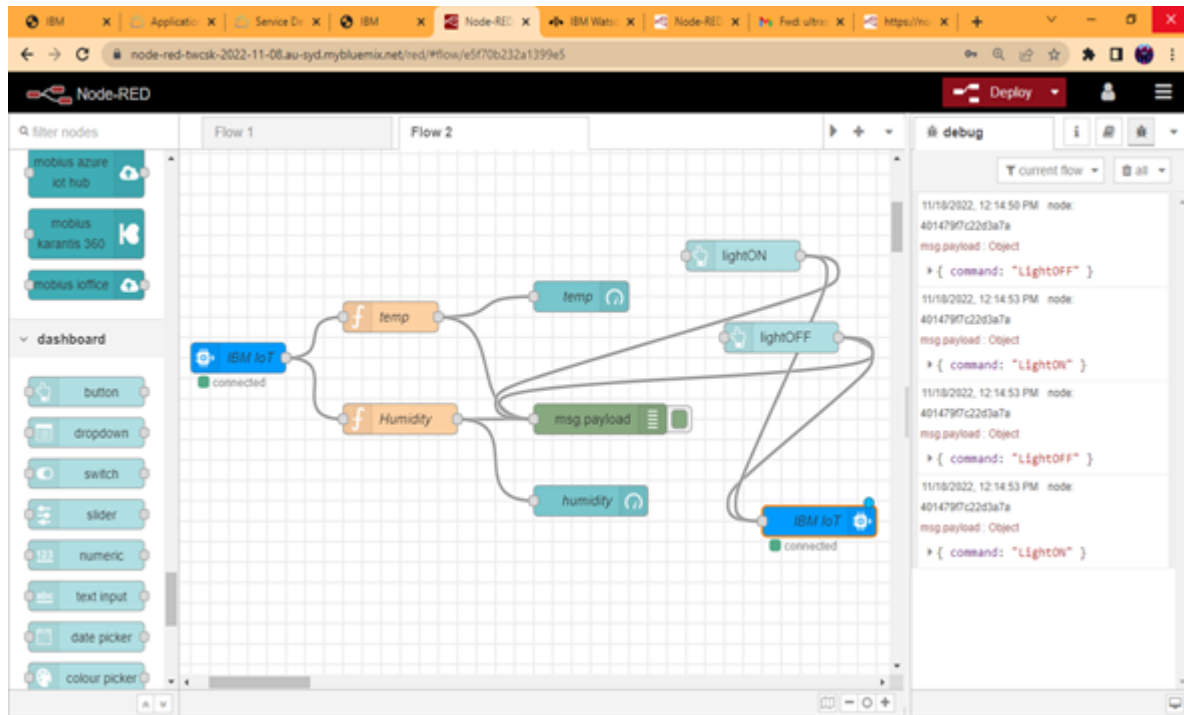 IBM
Applicatio
Service De
IBM
Node-RED
IBM Watso
Node-RED
Fwd: ultras
https://no
node-red-twcsk-2022-11-08.au-syd.mybluemix.net/red/#flow/e5f70b232a1399e5
Node-RED
Deploy
filter nodes
Flow 1
Flow 2
debug
current flow
all
mobius azure
iot hub
mobius
karantis 360
mobius ioffice
dashboard
button
dropdown
switch
slider
123
numeric
abc
text input
date picker
colour picker
IBM IoT
connected
temp
Humidity
temp
msg.payload
humidity
lightON
lightOFF
IBM IoT
connected
11/18/2022, 12:14:50 PM node:
401479f7c22d3a7a
msg.payload : Object
{ command: "LightOFF" }
11/18/2022, 12:14:53 PM node:
401479f7c22d3a7a
msg.payload : Object
{ command: "LightON" }
11/18/2022, 12:14:53 PM node:
401479f7c22d3a7a
msg.payload : Object
{ command: "LightOFF" }
11/18/2022, 12:14:53 PM node:
401479f7c22d3a7a
msg.payload : Object
{ command: "LightON" }